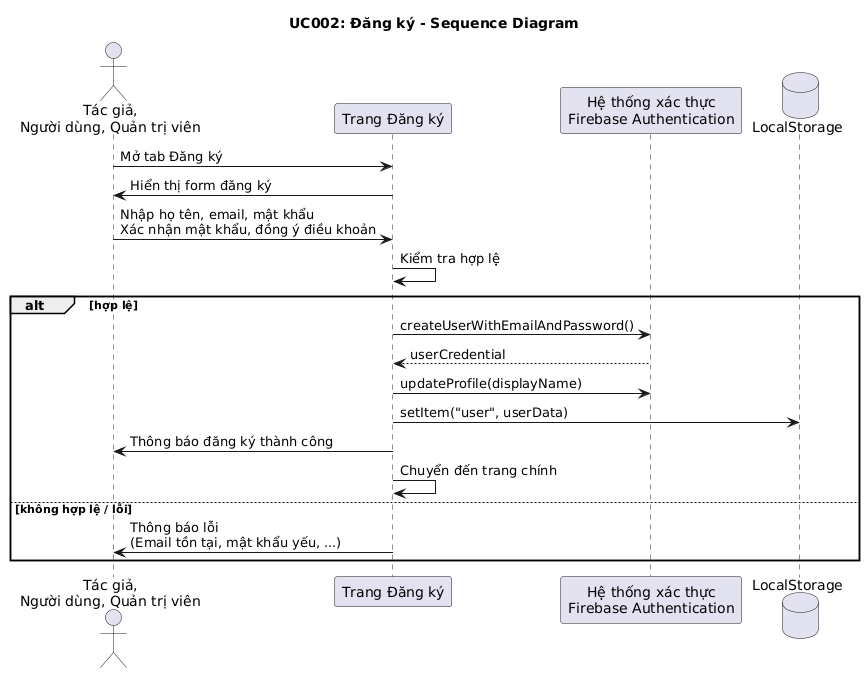 UC002: Đăng ký - Sequence Diagram
Tác giả,
Người dùng, Quản trị viên
Trang Đăng ký
Hệ thống xác thực
Firebase Authentication
LocalStorage
Mở tab Đăng ký
Hiển thị form đăng ký
Nhập họ tên, email, mật khẩu
Xác nhận mật khẩu, đồng ý điều khoản
Kiểm tra hợp lệ
alt [hợp lệ]
createUserWithEmailAndPassword()
userCredential
updateProfile(displayName)
setItem("user", userData)
Thông báo đăng ký thành công
Chuyển đến trang chính
[không hợp lệ / lỗi]
Thông báo lỗi
(Email tồn tại, mật khẩu yếu, ...)
Tác giả,
Người dùng, Quản trị viên
Trang Đăng ký
Hệ thống xác thực
Firebase Authentication
LocalStorage